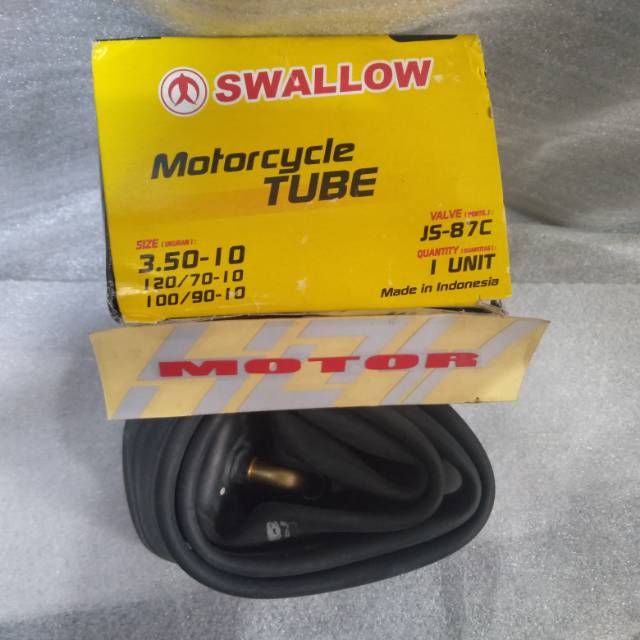 SWALLOW
Motorcycle
TUBE
SIZE (UKURAN) :
3.50-10
120/70-10
100/90-10
VALVE (PENTIL)
JS-87C
QUANTITY (KUANTITAS) :
1 UNIT
Made in Indonesia
MOTOR